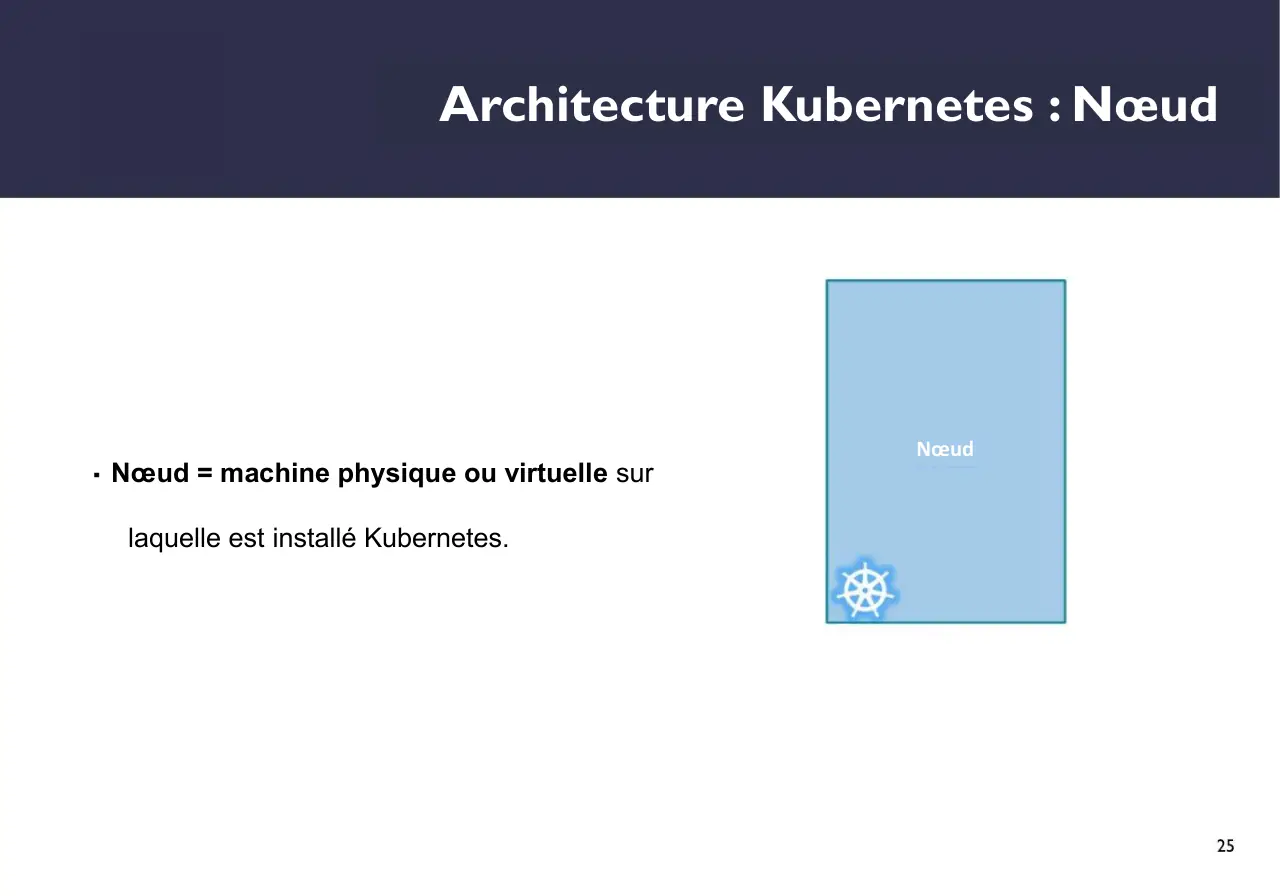 Architecture Kubernetes : Nœud
▪ Nœud = machine physique ou virtuelle sur
laquelle est installé Kubernetes.
Nœud
25